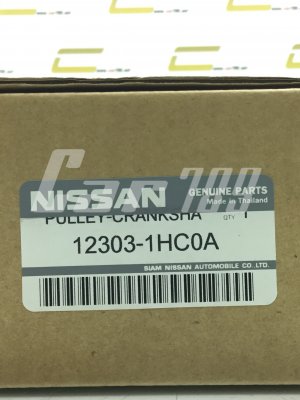 NISSAN
GENUINE PARTS
Made in Thailand
PULLEY-CRANKSHA QTY 1
12303-1HC0A
SIAM NISSAN AUTOMOBILE CO.,LTD.